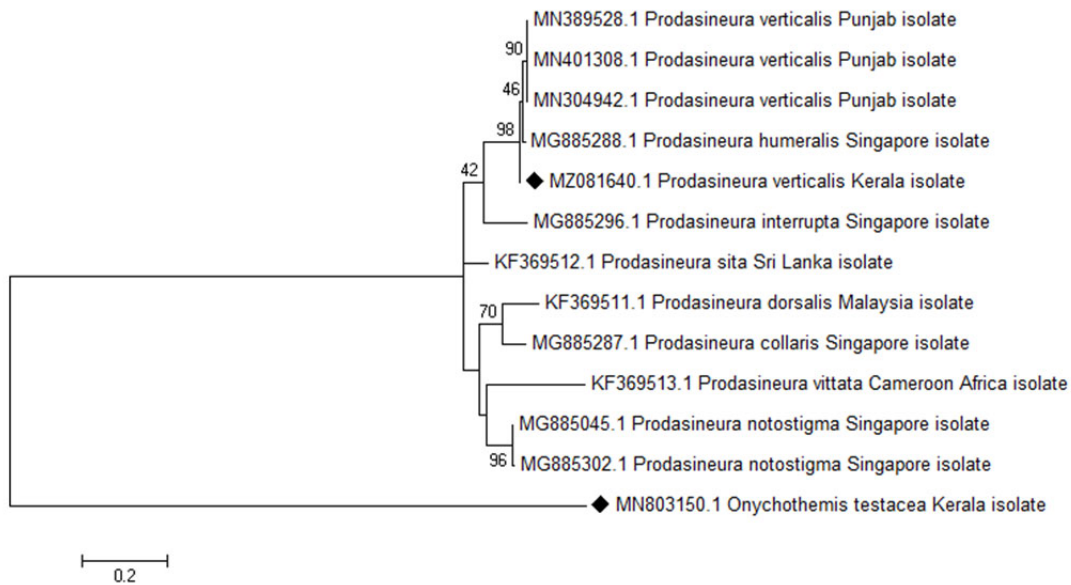 MN389528.1 Prodasineura verticalis Punjab isolate
90
MN401308.1 Prodasineura verticalis Punjab isolate
46
MN304942.1 Prodasineura verticalis Punjab isolate
98
MG885288.1 Prodasineura humeralis Singapore isolate
42
MZ081640.1 Prodasineura verticalis Kerala isolate
MG885296.1 Prodasineura interrupta Singapore isolate
KF369512.1 Prodasineura sita Sri Lanka isolate
KF369511.1 Prodasineura dorsalis Malaysia isolate
70
MG885287.1 Prodasineura collaris Singapore isolate
KF369513.1 Prodasineura vittata Cameroon Africa isolate
MG885045.1 Prodasineura notostigma Singapore isolate
96
MG885302.1 Prodasineura notostigma Singapore isolate
MN803150.1 Onychothemis testacea Kerala isolate
0.2